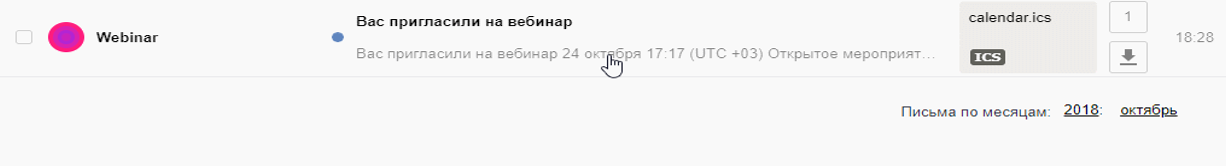 Webinar
Вас пригласили на вебинар
Вас пригласили на вебинар 24 октября 17:17 (UTC +03) Открытое мероприят...
calendar.ics
ICS
1
18:28
Письма по месяцам: 2018: октябрь